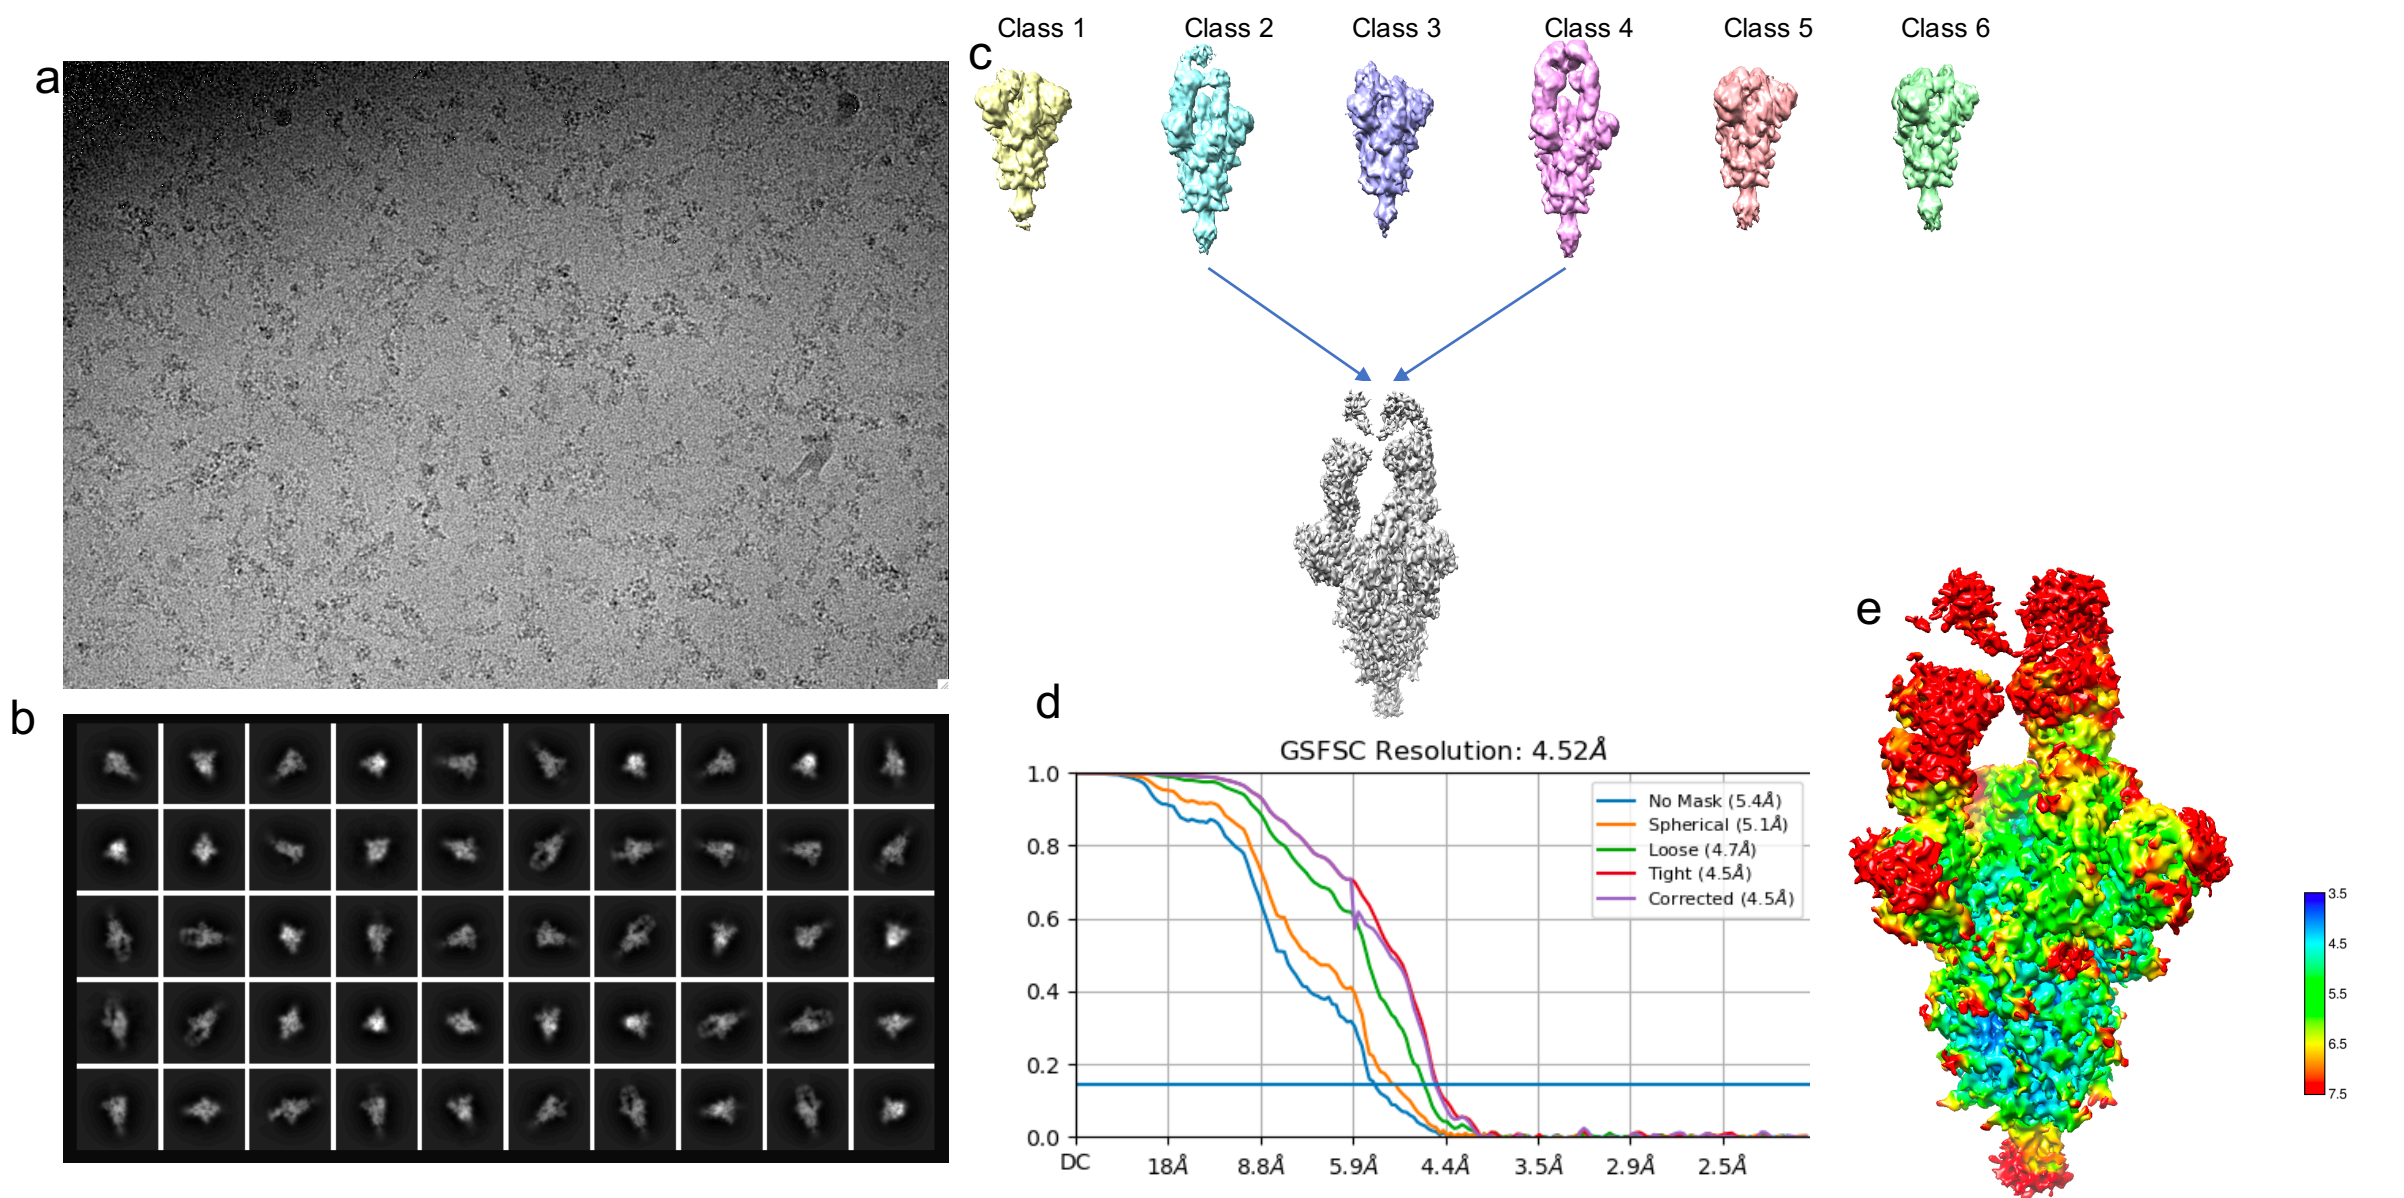 a
c
Class 1 Class 2 Class 3 Class 4 Class 5 Class 6
b
d
GSFSC Resolution: 4.52Å
1.0
0.8
0.6
0.4
0.2
0.0
DC 18Å 8.8Å 5.9Å 4.4Å 3.5Å 2.9Å 2.5Å
No Mask (5.4Å)
Spherical (5.1Å)
Loose (4.7Å)
Tight (4.5Å)
Corrected (4.5Å)
e
3.5
4.5
5.5
6.5
7.5